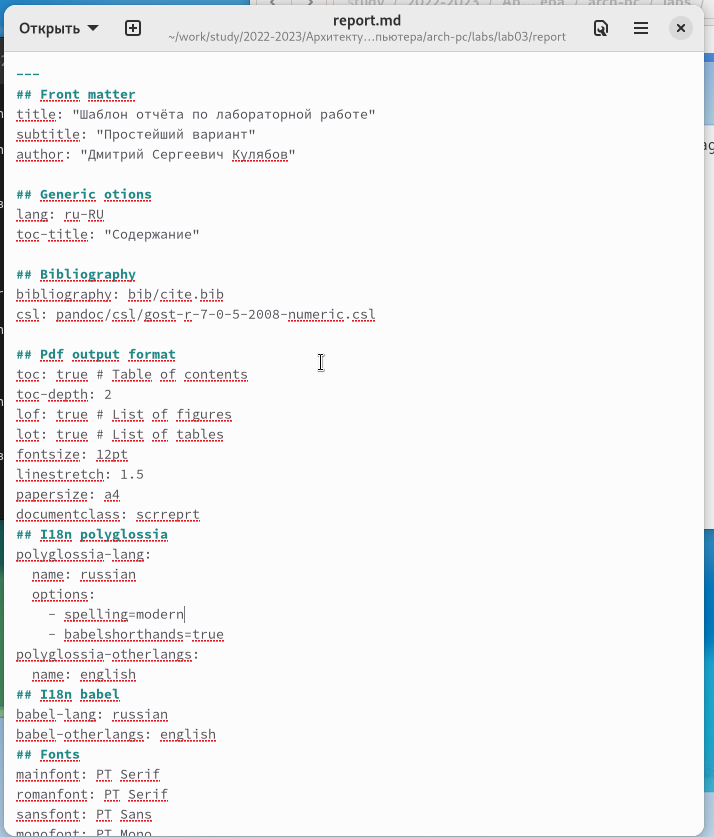 Открыть
report.md
~/work/study/2022-2023/Архитекту…пьютера/arch-pc/labs/lab03/report
---
## Front matter
title: "Шаблон отчёта по лабораторной работе"
subtitle: "Простейший вариант"
author: "Дмитрий Сергеевич Кулябов"
## Generic otions
lang: ru-RU
toc-title: "Содержание"
## Bibliography
bibliography: bib/cite.bib
csl: pandoc/csl/gost-r-7-0-5-2008-numeric.csl
## Pdf output format
toc: true # Table of contents
toc-depth: 2
lof: true # List of figures
lot: true # List of tables
fontsize: 12pt
linestretch: 1.5
papersize: a4
documentclass: scrreprt
## I18n polyglossia
polyglossia-lang:
  name: russian
  options:
    - spelling=modern
    - babelshorthands=true
polyglossia-otherlangs:
  name: english
## I18n babel
babel-lang: russian
babel-otherlangs: english
## Fonts
mainfont: PT Serif
romanfont: PT Serif
sansfont: PT Sans
monofont: PT Mono